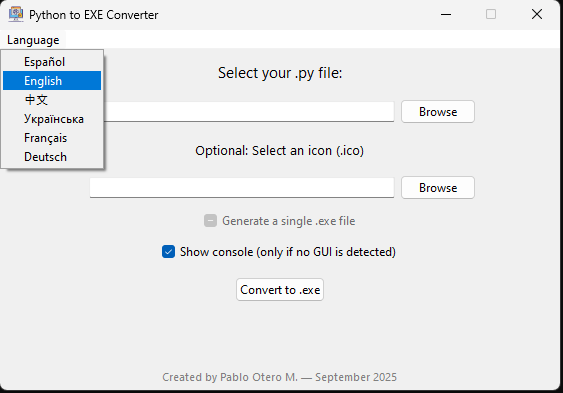 Python to EXE Converter
Language
Español
English
中文
Українська
Français
Deutsch
Select your .py file:
Browse
Optional: Select an icon (.ico)
Browse
Generate a single .exe file
Show console (only if no GUI is detected)
Convert to .exe
Created by Pablo Otero M. — September 2025